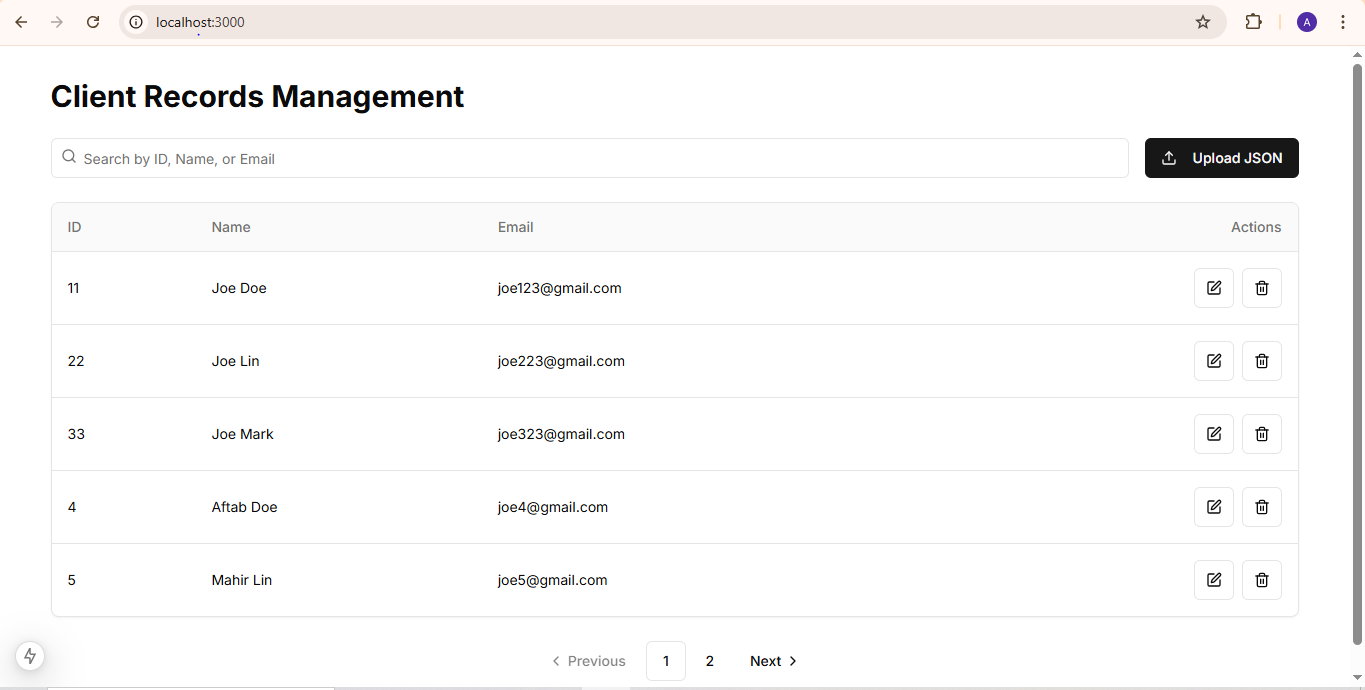 localhost:3000
A
Client Records Management
Search by ID, Name, or Email
Upload JSON
ID Name Email Actions
11 Joe Doe joe123@gmail.com
22 Joe Lin joe223@gmail.com
33 Joe Mark joe323@gmail.com
4 Aftab Doe joe4@gmail.com
5 Mahir Lin joe5@gmail.com
Previous 1 2 Next